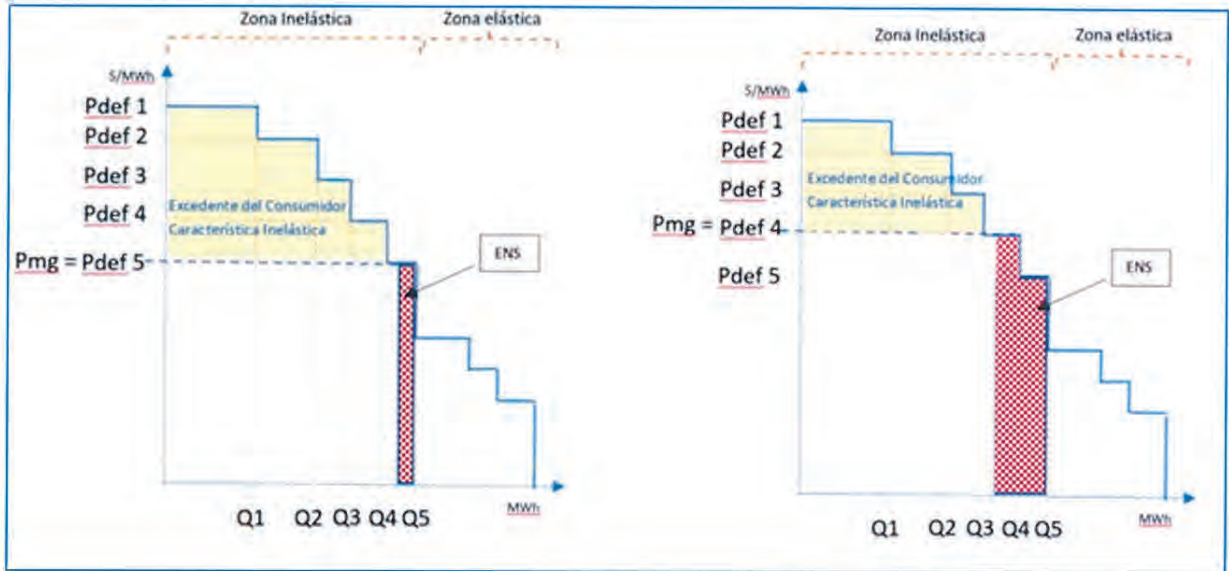 Zona Inelástica Zona elástica
$/MWh
Pdef 1
Pdef 2
Pdef 3
Pdef 4
Excedente del Consumidor
Característica Inelástica
Pmg = Pdef 5
ENS
MWh
Q1 Q2 Q3 Q4 Q5
Zona Inelástica Zona elástica
$/MWh
Pdef 1
Pdef 2
Excedente del Consumidor
Pdef 3
Característica Inelástica
Pmg = Pdef 4
Pdef 5
ENS
MWh
Q1 Q2 Q3 Q4 Q5